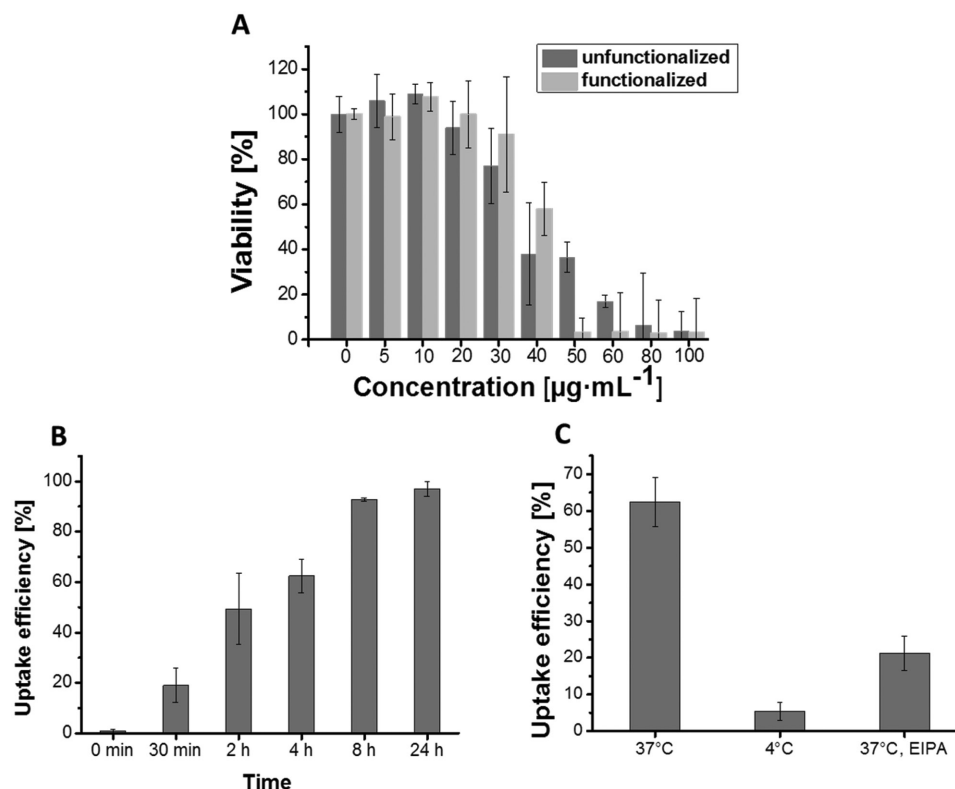 A
unfunctionalized
functionalized
120
100
80
60
40
20
0
Viability [%]
0 5 10 20 30 40 50 60 80 100
Concentration [µg·mL⁻¹]
B
100
80
60
40
20
0
Uptake efficiency [%]
0 min 30 min 2 h 4 h 8 h 24 h
Time
C
70
60
50
40
30
20
10
0
Uptake efficiency [%]
37°C 4°C 37°C, EIPA